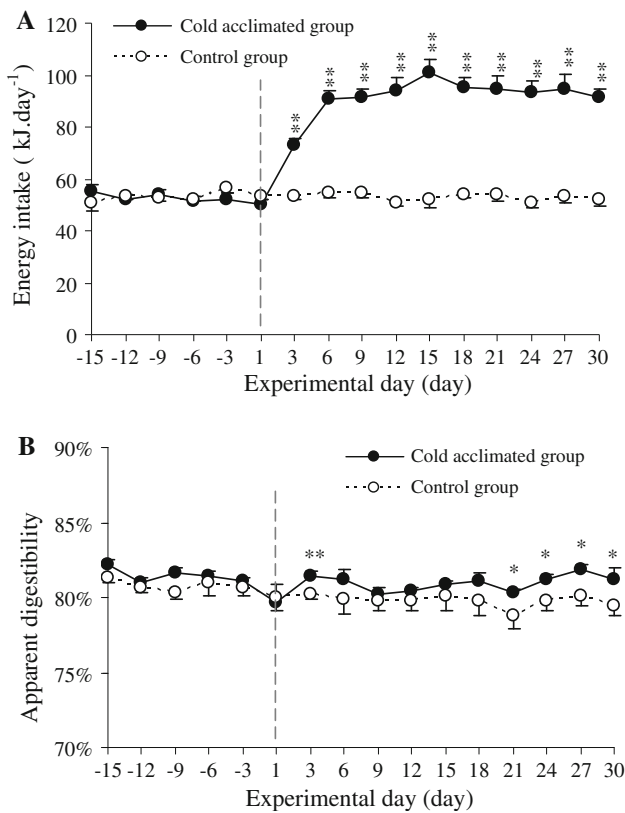 A
Cold acclimated group
Control group
Energy intake ( kJ.day-1)
120
100
80
60
40
20
0
** ** ** ** ** ** ** ** ** **
-15 -12 -9 -6 -3 1 3 6 9 12 15 18 21 24 27 30
Experimental day (day)
B
Cold acclimated group
Control group
Apparent digestibility
90%
85%
80%
75%
70%
** * * * *
-15 -12 -9 -6 -3 1 3 6 9 12 15 18 21 24 27 30
Experimental day (day)